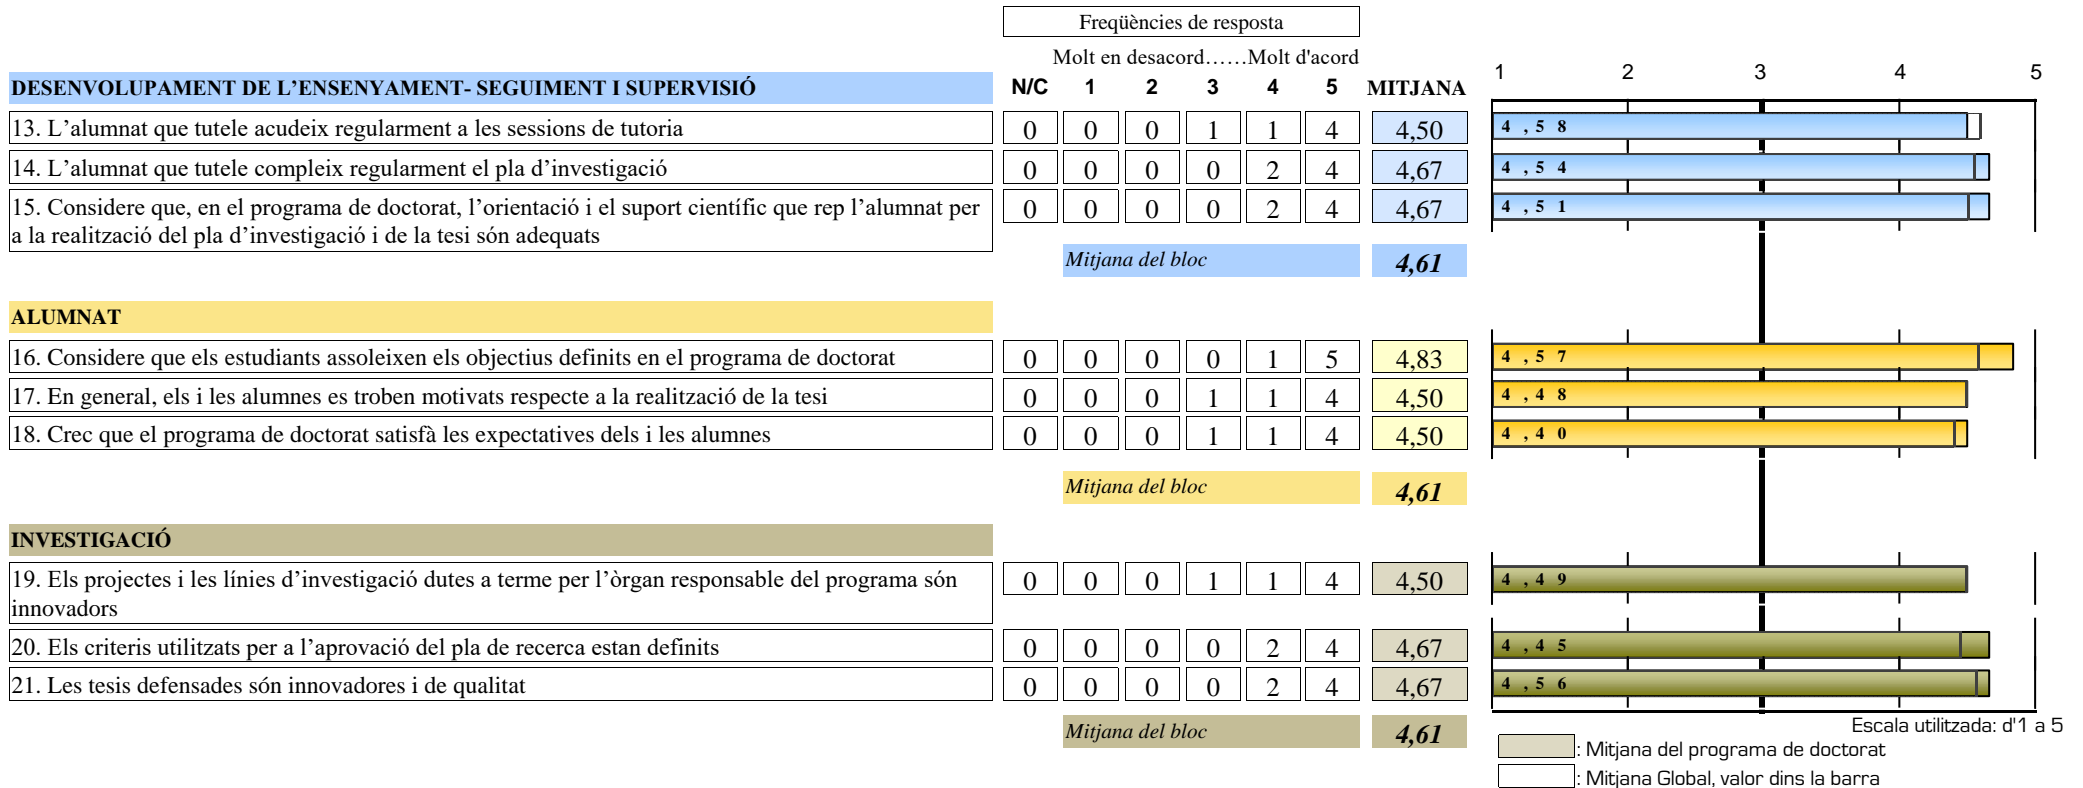 Freqüències de resposta
Molt en desacord……Molt d'acord
DESENVOLUPAMENT DE L’ENSENYAMENT- SEGUIMENT I SUPERVISIÓ N/C 1 2 3 4 5 MITJANA 1 2 3 4 5
13. L’alumnat que tutele acudeix regularment a les sessions de tutoria 0 0 0 1 1 4 4,50 4,58
14. L’alumnat que tutele compleix regularment el pla d’investigació 0 0 0 0 2 4 4,67 4,54
15. Considere que, en el programa de doctorat, l’orientació i el suport científic que rep l’alumnat per 0 0 0 0 2 4 4,67 4,51
a la realització del pla d’investigació i de la tesi són adequats
Mitjana del bloc 4,61
ALUMNAT
16. Considere que els estudiants assoleixen els objectius definits en el programa de doctorat 0 0 0 0 1 5 4,83 4,57
17. En general, els i les alumnes es troben motivats respecte a la realització de la tesi 0 0 0 1 1 4 4,50 4,48
18. Crec que el programa de doctorat satisfà les expectatives dels i les alumnes 0 0 0 1 1 4 4,50 4,40
Mitjana del bloc 4,61
INVESTIGACIÓ
19. Els projectes i les línies d’investigació dutes a terme per l’òrgan responsable del programa són 0 0 0 1 1 4 4,50 4,49
innovadors
20. Els criteris utilitzats per a l’aprovació del pla de recerca estan definits 0 0 0 0 2 4 4,67 4,45
21. Les tesis defensades són innovadores i de qualitat 0 0 0 0 2 4 4,67 4,56
Mitjana del bloc 4,61
Escala utilitzada: d'1 a 5
: Mitjana del programa de doctorat
: Mitjana Global, valor dins la barra